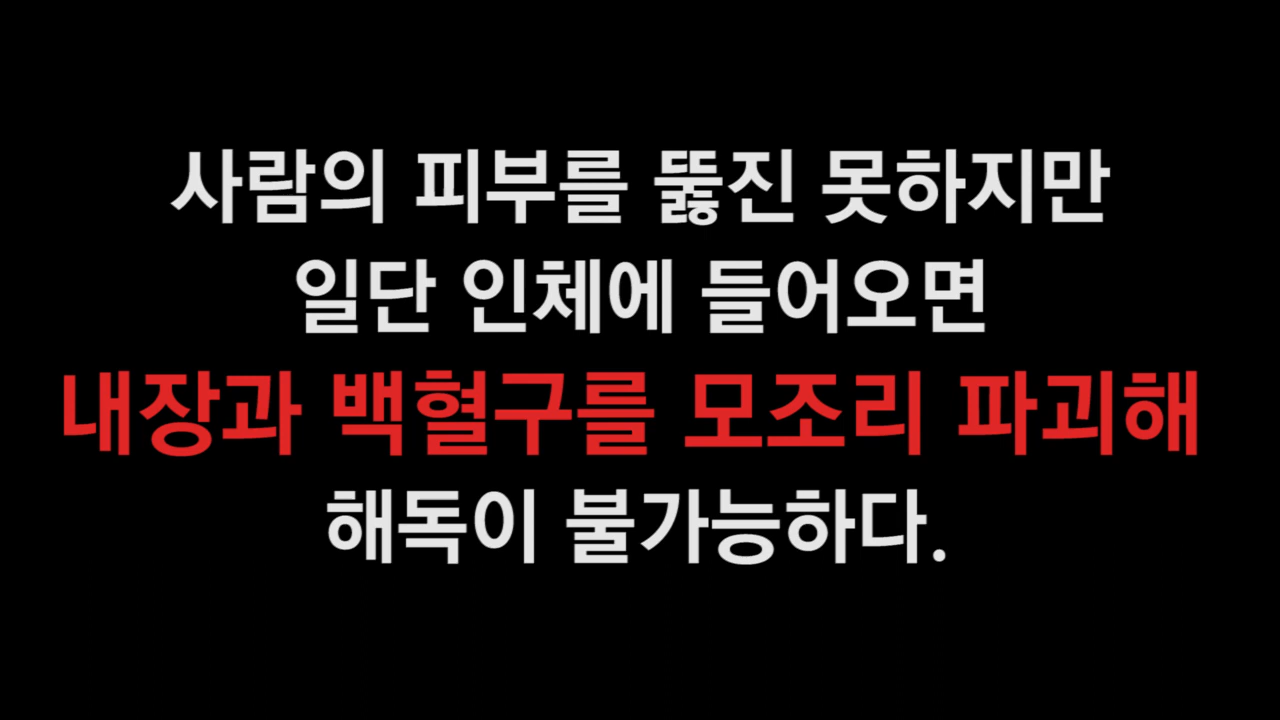 사람의 피부를 뚫진 못하지만
일단 인체에 들어오면
내장과 백혈구를 모조리 파괴해
해독이 불가능하다.